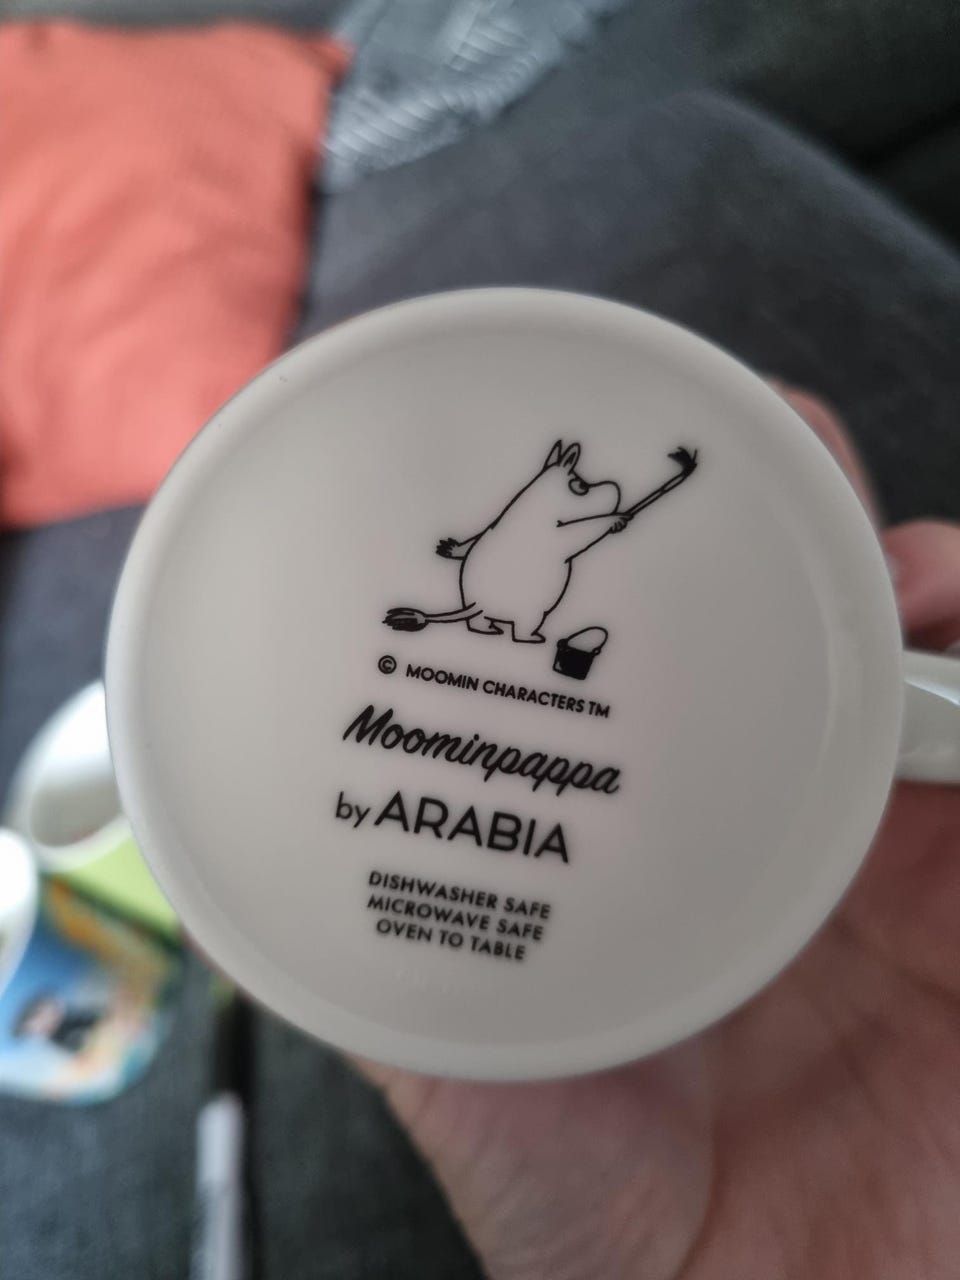 © MOOMIN CHARACTERS TM
Moominpappa
by ARABIA
DISHWASHER SAFE
MICROWAVE SAFE
OVEN TO TABLE